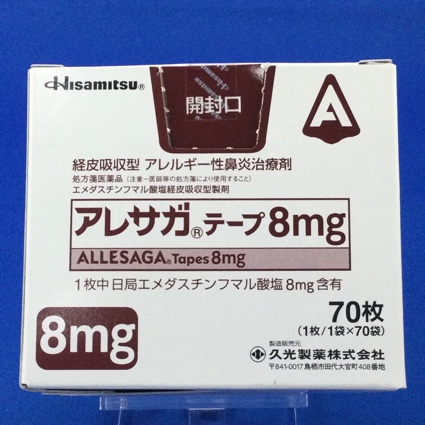 Hisamitsu®
開封口
A
経皮吸収型 アレルギー性鼻炎治療剤
処方箋医薬品(注意−医師等の処方箋により使用すること)
エメダスチンフマル酸塩経皮吸収型製剤
アレサガ®テープ8mg
ALLESAGA® Tapes 8mg
1枚中 日局エメダスチンフマル酸塩 8mg 含有
8mg
70枚
(1枚/1袋×70袋)
製造販売元
久光製薬株式会社
〒841-0017 鳥栖市田代大官町408番地